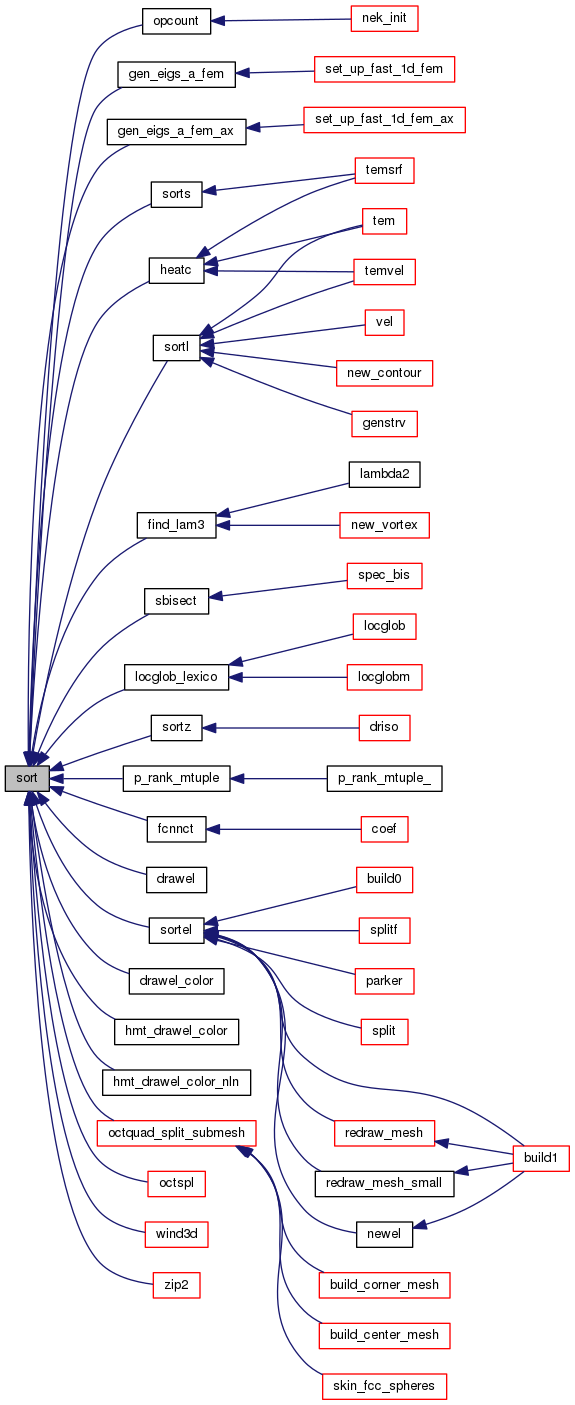 opcount
nek_init
gen_eigs_a_fem
set_up_fast_1d_fem
gen_eigs_a_fem_ax
set_up_fast_1d_fem_ax
sorts
temsrf
tem
heatc
temvel
vel
sortl
new_contour
genstrv
lambda2
find_lam3
new_vortex
spec_bis
sbisect
locglob
locglob_lexico
locglobm
sortz
driso
sort
p_rank_mtuple
p_rank_mtuple_
fcnnct
coef
drawel
build0
sortel
splitf
drawel_color
parker
hmt_drawel_color
split
hmt_drawel_color_nln
octquad_split_submesh
redraw_mesh
build1
octspl
redraw_mesh_small
wind3d
newel
zip2
build_corner_mesh
build_center_mesh
skin_fcc_spheres